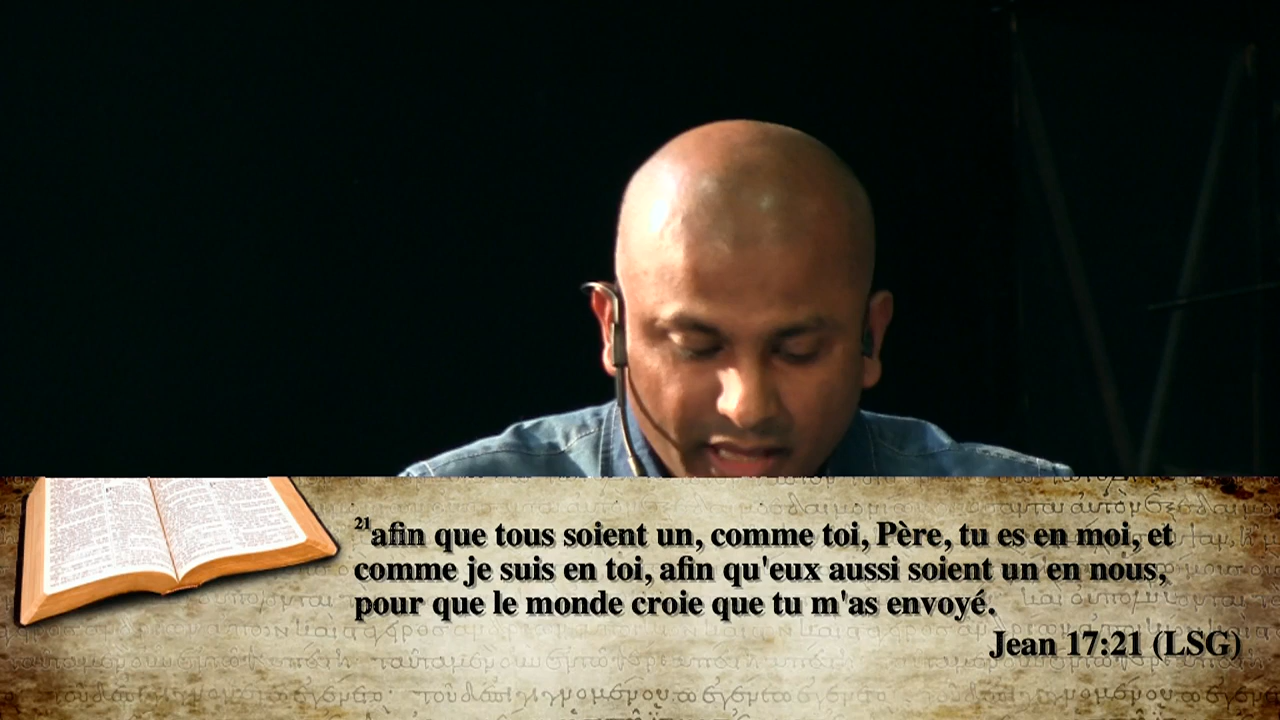 ²¹afin que tous soient un, comme toi, Père, tu es en moi, et
comme je suis en toi, afin qu'eux aussi soient un en nous,
pour que le monde croie que tu m'as envoyé.
Jean 17:21 (LSG)